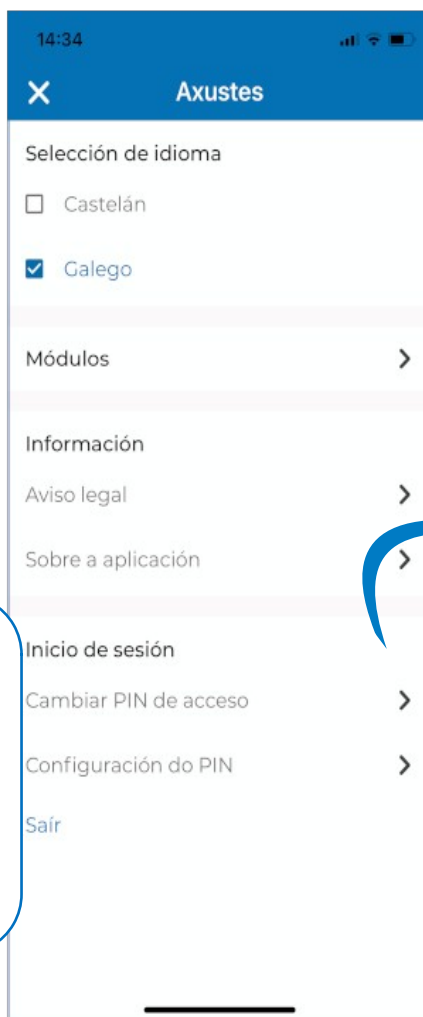 14:34
Axustes
Selección de idioma
Castelán
Galego
Módulos
Información
Aviso legal
Sobre a aplicación
Inicio de sesión
Cambiar PIN de acceso
Configuración do PIN
Saír